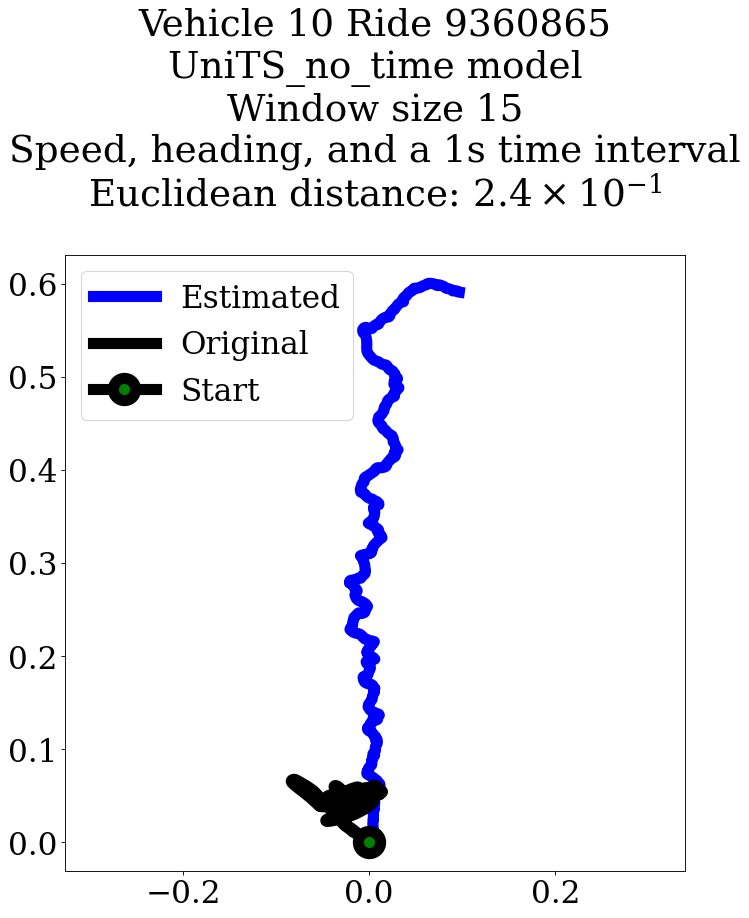 Vehicle 10 Ride 9360865
UniTS_no_time model
Window size 15
Speed, heading, and a 1s time interval
Euclidean distance: 2.4 × 10⁻¹
Estimated
Original
Start
0.6
0.5
0.4
0.3
0.2
0.1
0.0
−0.2
0.0
0.2